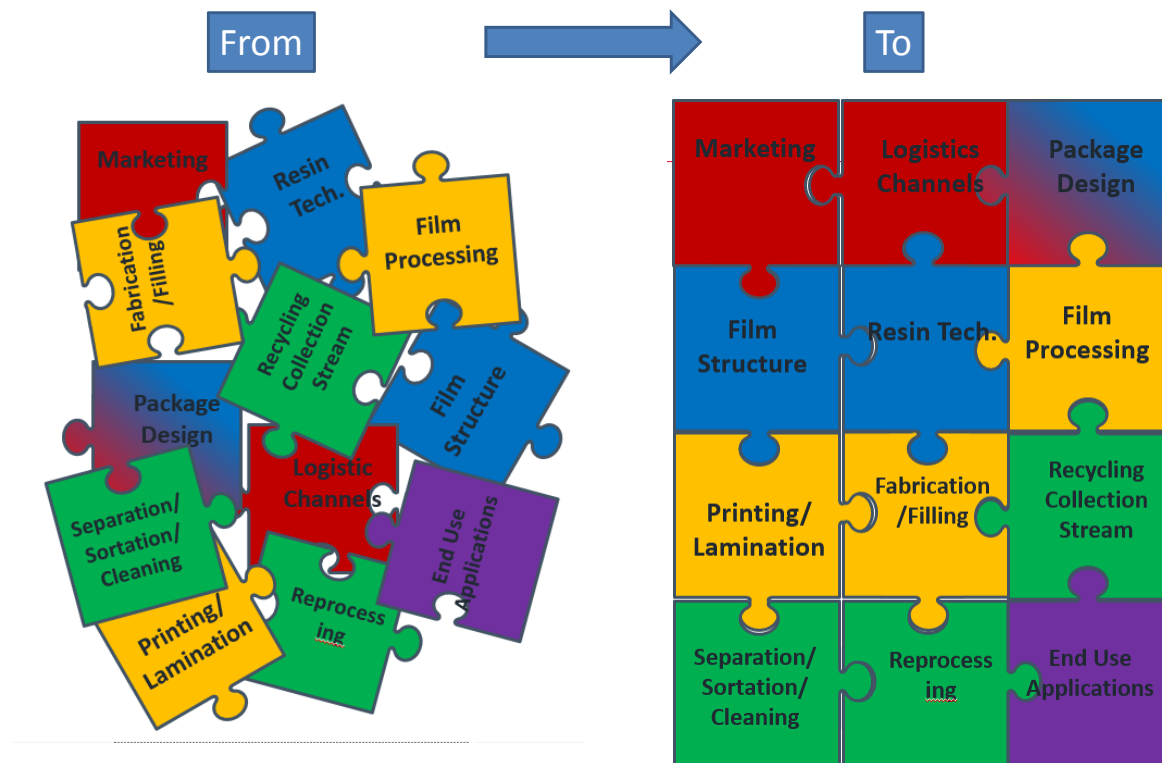 From
To
Marketing
Resin
Tech.
Film
Processing
Fabrication
/Filling
Recycling
Collection
Stream
Film
Structure
Package
Design
Logistic
Channels
Separation/
Sortation/
Cleaning
End Use
Applications
Printing/
Lamination
Reprocess
ing
Marketing
Logistics
Channels
Package
Design
Film
Structure
Resin Tech.
Film
Processing
Printing/
Lamination
Fabrication
/Filling
Recycling
Collection
Stream
Separation/
Sortation/
Cleaning
Reprocess
ing
End Use
Applications